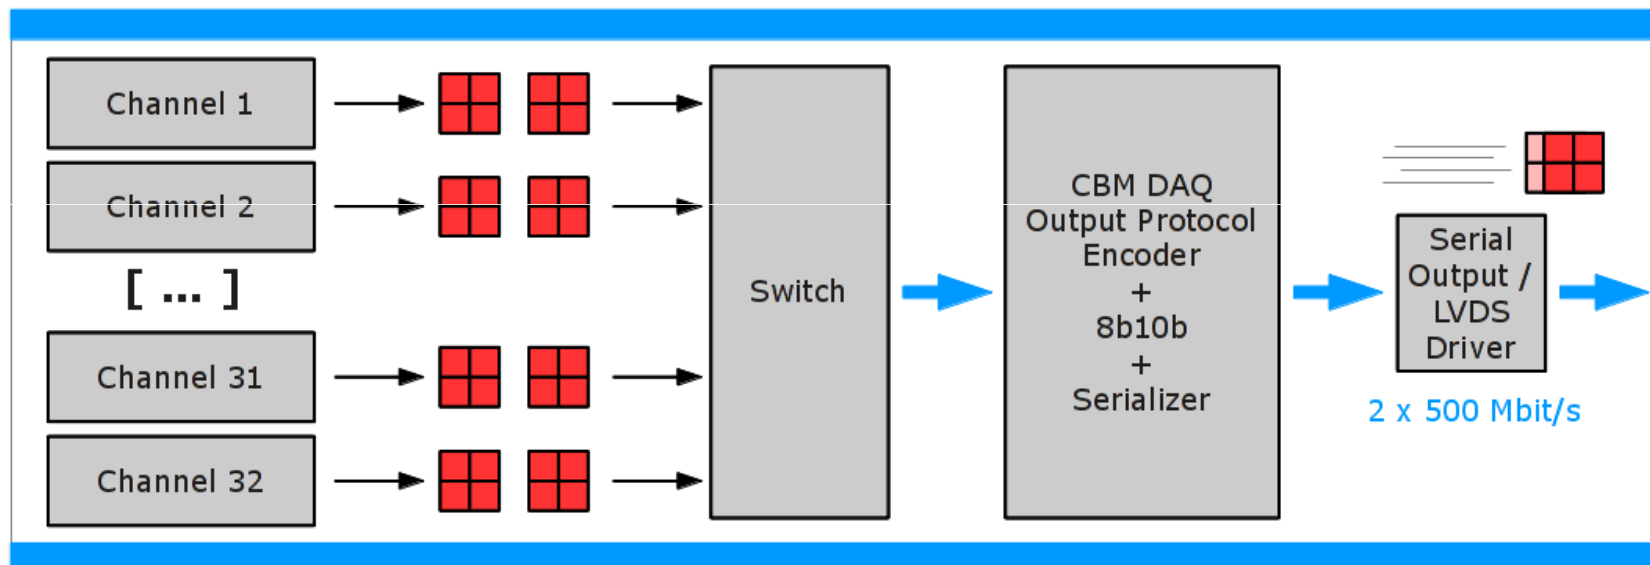 Channel 1
Channel 2
[ ... ]
Channel 31
Channel 32
Switch
CBM DAQ
Output Protocol
Encoder
+
8b10b
+
Serializer
Serial
Output /
LVDS
Driver
2 x 500 Mbit/s